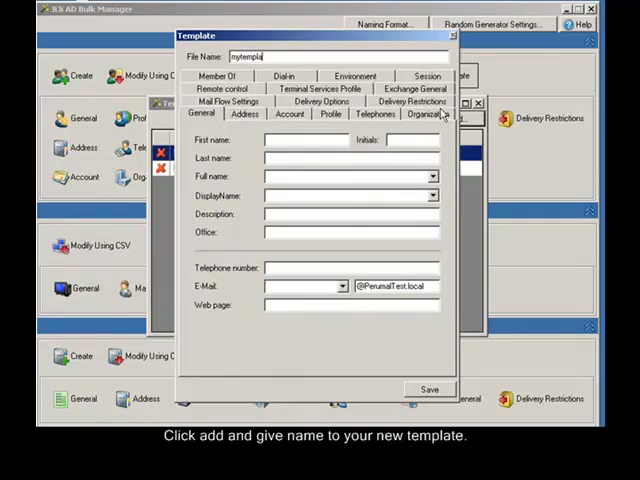 JiJi AD Bulk Manager
Naming Format... Random Generator Settings... Help
Create Modify Using C
Template
File Name: mytempla
Member Of Dial-in Environment Session
Remote control Terminal Services Profile Exchange General
Mail Flow Settings Delivery Options Delivery Restrictions
General Address Account Profile Telephones Organization
First name: Initials:
Last name:
Full name:
DisplayName:
Description:
Office:
Telephone number:
E-Mail: @PerumalTest.local
Web page:
Save
General Delivery Restrictions
Address
Account
Modify Using CSV
General
Create Modify Using C
General Address Delivery Restrictions
Click add and give name to your new template.